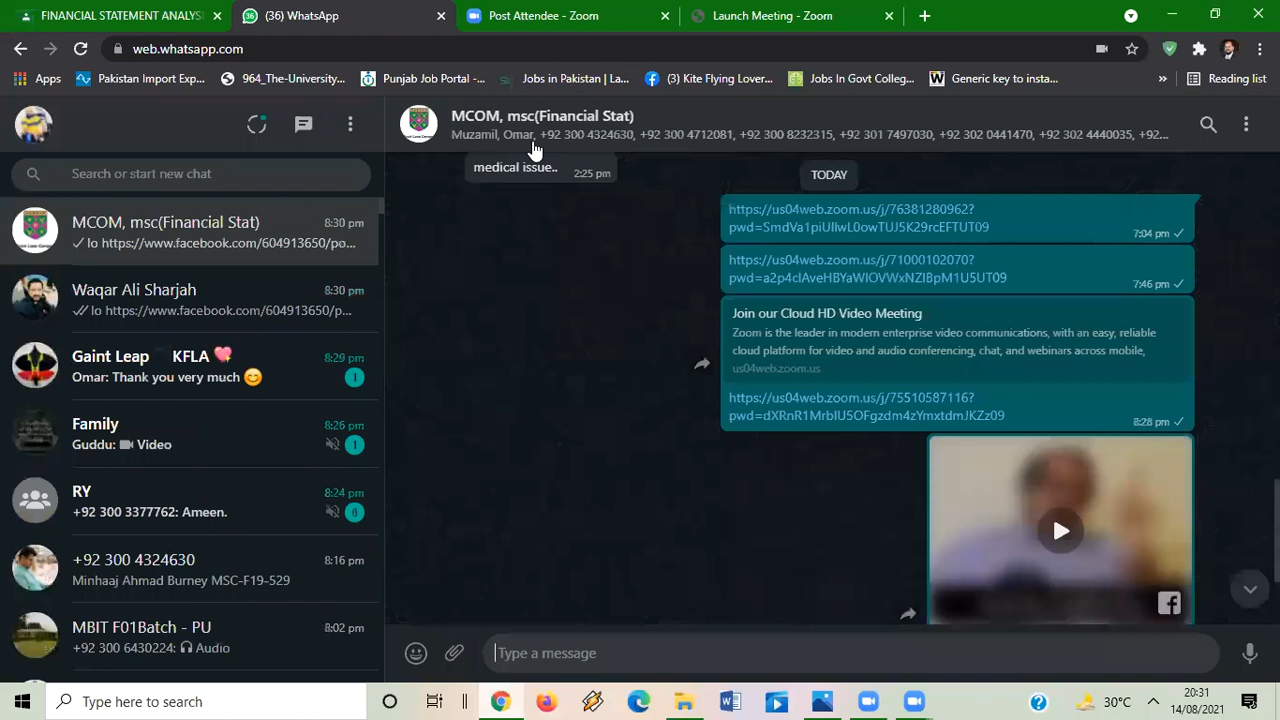 FINANCIAL STATEMENT ANALYS
(36) WhatsApp
Post Attendee - Zoom
Launch Meeting - Zoom
web.whatsapp.com
Apps
Pakistan Import Exp...
964_The-University...
Punjab Job Portal -...
Jobs in Pakistan | La...
(3) Kite Flying Lover...
Jobs In Govt Colleg...
Generic key to insta...
»
Reading list
MCOM, msc(Financial Stat)
Muzamil, Omar, +92 300 4324630, +92 300 4712081, +92 300 8232315, +92 301 7497030, +92 302 0441470, +92 302 4440035, +92...
Search or start new chat
MCOM, msc(Financial Stat)
8:30 pm
lo https://www.facebook.com/604913650/po...
Waqar Ali Sharjah
8:30 pm
lo https://www.facebook.com/604913650/p...
Gaint Leap KFLA
8:29 pm
Omar: Thank you very much
1
Family
8:26 pm
Guddu: Video
1
RY
8:24 pm
+92 300 3377762: Ameen.
6
+92 300 4324630
8:16 pm
Minhaaj Ahmad Burney MSC-F19-529
MBIT F01Batch - PU
8:02 pm
+92 300 6430224: Audio
medical issue..
2:25 pm
TODAY
https://us04web.zoom.us/j/76381280962?
pwd=SmdVa1piUllwL0owTUJ5K29rcEFTUT09
7:04 pm
https://us04web.zoom.us/j/71000102070?
pwd=a2p4clAveHBYaWlOVWxNZlBpM1U5UT09
7:46 pm
Join our Cloud HD Video Meeting
Zoom is the leader in modern enterprise video communications, with an easy, reliable
cloud platform for video and audio conferencing, chat, and webinars across mobile,
us04web.zoom.us
https://us04web.zoom.us/j/75510587116?
pwd=dXRnR1MrblU5OFgzdm4zYmxtdmJKZz09
8:28 pm
Type a message
Type here to search
30°C
20:31
14/08/2021